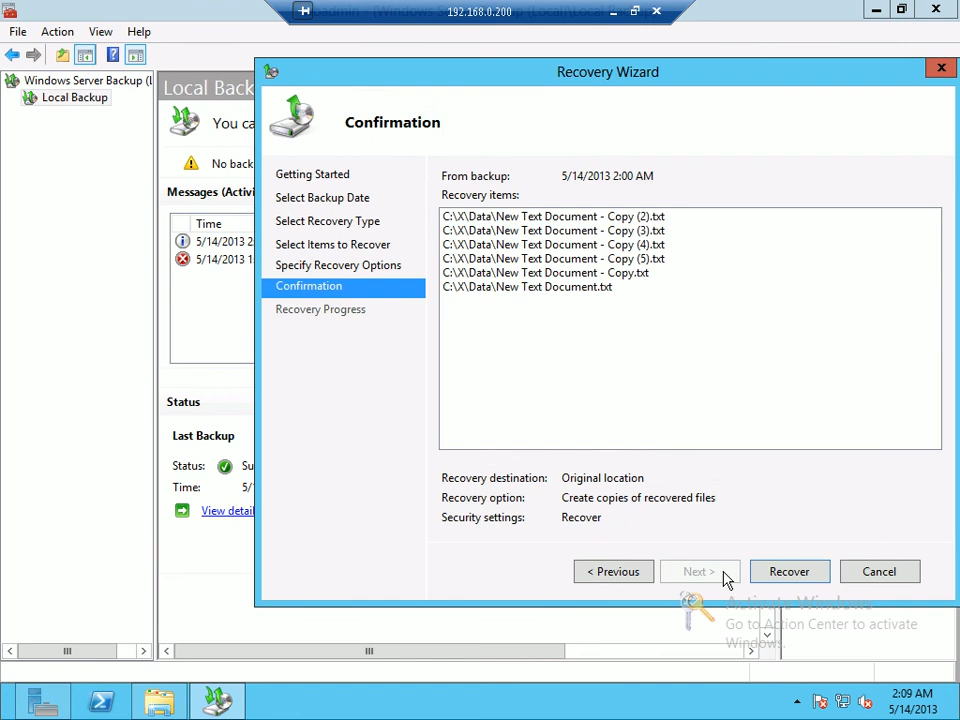 192.168.0.200
File Action View Help
Recovery Wizard
Windows Server Backup (L
Local Backup
Local Back
You ca
No back
Messages (Activi
Time
5/14/2013 2:
5/14/2013 1:
Status
Last Backup
Status: Su
Time: 5/1
View detail
Confirmation
Getting Started
Select Backup Date
Select Recovery Type
Select Items to Recover
Specify Recovery Options
Confirmation
Recovery Progress
From backup: 5/14/2013 2:00 AM
Recovery items:
C:\X\Data\New Text Document - Copy (2).txt
C:\X\Data\New Text Document - Copy (3).txt
C:\X\Data\New Text Document - Copy (4).txt
C:\X\Data\New Text Document - Copy (5).txt
C:\X\Data\New Text Document - Copy.txt
C:\X\Data\New Text Document.txt
Recovery destination: Original location
Recovery option: Create copies of recovered files
Security settings: Recover
< Previous Next > Recover Cancel
Activate Windows
Go to Action Center to activate
Windows.
2:09 AM
5/14/2013